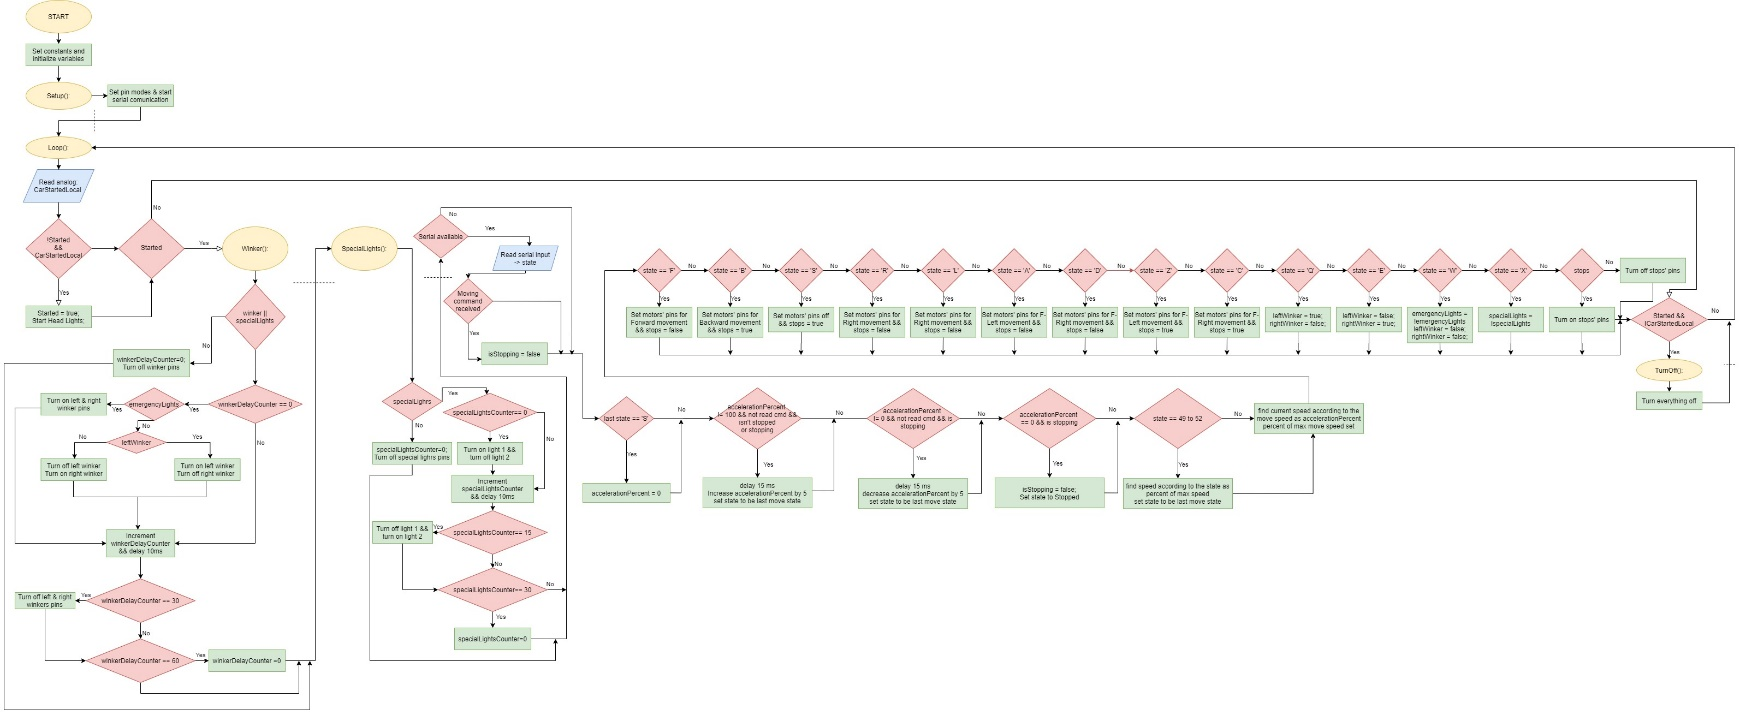 START
Set constants and
initialize variables
Setup():
Set pin modes & start
serial comunication
Loop():
Read analog:
CarStartedLocal
!Started
&&
CarStartedLocal
Yes
Started = true;
Start Head Lights;
Started
No
Yes
Winker():
winker ||
specialLights
No
winkerDelayCounter=0;
Turn off winker pins
winkerDelayCounter == 0
Yes
No
emergencyLights
Yes
No
Turn on left & right
winker pins
leftWinker
No
Yes
Turn off left winker
Turn on right winker
Turn on left winker
Turn off right winker
Increment
winkerDelayCounter
&& delay 10ms
winkerDelayCounter == 30
Yes
No
Turn off left & right
winkers pins
winkerDelayCounter == 60
Yes
winkerDelayCounter =0
SpecialLights():
specialLighrs
Yes
No
specialLightsCounter=0;
Turn off special lighrs pins
specialLightsCounter== 0
Yes
No
Turn on light 1 &&
turn off light 2
Increment
specialLightsCounter
&& delay 10ms
specialLightsCounter== 15
Yes
No
Turn off light 1 &&
turn on light 2
specialLightsCounter== 30
No
Yes
specialLightsCounter=0
Serial available
No
Yes
Read serial input
-> state
Moving
command
received
Yes
isStopping = false
last state == 'S'
No
Yes
accelerationPercent = 0
accelerationPercent
!= 100 && not read cmd &&
isn't stopped
or stopping
No
Yes
delay 15 ms
Increase accelerationPercent by 5
set state to be last move state
accelerationPercent
!= 0 && not read cmd && is
stopping
No
Yes
delay 15 ms
decrease accelerationPercent by 5
set state to be last move state
accelerationPercent
== 0 && is stopping
No
Yes
isStopping = false;
Set state to Stopped
state == 49 to 52
No
Yes
find speed according to the state as
percent of max speed
set state to be last move state
find current speed according to the
move speed as accelerationPercent
percent of max move speed set
state == 'F'
No
Yes
Set motors' pins for
Forward movement
&& stops = false
state == 'B'
No
Yes
Set motors' pins for
Backward movement
&& stops = true
state == 'S'
No
Yes
Set motors' pins off
&& stops = true
state == 'R'
No
Yes
Set motors' pins for
Right movement &&
stops = false
state == 'L'
No
Yes
Set motors' pins for
Right movement &&
stops = false
state == 'A'
No
Yes
Set motors' pins for F-
Left movement &&
stops = false
state == 'D'
No
Yes
Set motors' pins for F-
Right movement &&
stops = false
state == 'Z'
No
Yes
Set motors' pins for F-
Left movement &&
stops = true
state == 'C'
No
Yes
Set motors' pins for F-
Right movement &&
stops = true
state == 'Q'
No
Yes
leftWinker = true;
rightWinker = false;
state == 'E'
No
Yes
leftWinker = false;
rightWinker = true;
state == 'W'
No
Yes
emergencyLights =
!emergencyLights
leftWinker = false;
rightWinker = false;
state == 'X'
No
Yes
specialLights =
!specialLights
stops
No
Yes
Turn on stops' pins
Turn off stops' pins
Started &&
!CarStartedLocal
No
Yes
TurnOff():
Turn everything off